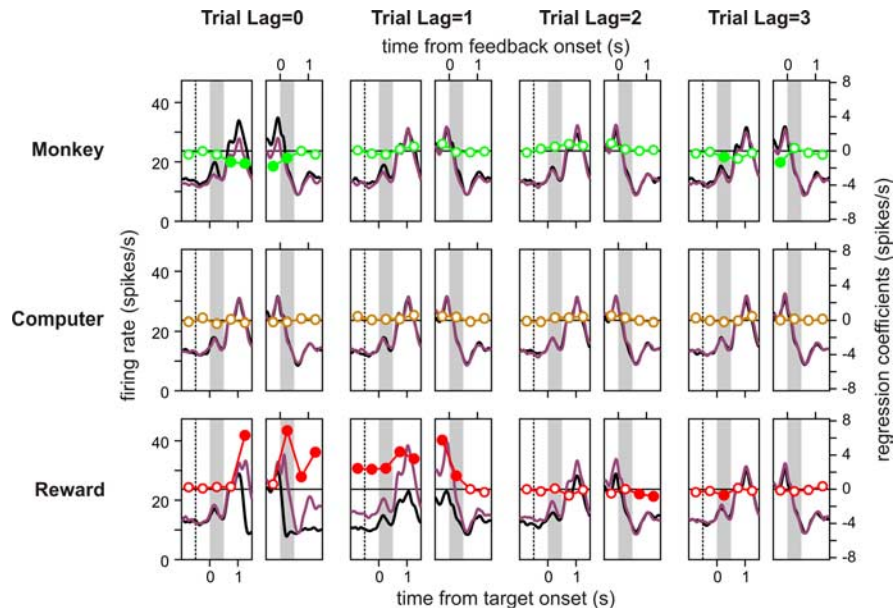 Trial Lag=0 Trial Lag=1 Trial Lag=2 Trial Lag=3
time from feedback onset (s)
0 1 0 1 0 1 0 1
Monkey
40
20
0
8
4
0
-4
-8
Computer
40
20
0
8
4
0
-4
-8
Reward
40
20
0
8
4
0
-4
-8
firing rate (spikes/s)
regression coefficients (spikes/s)
0 1 0 1 0 1 0 1
time from target onset (s)